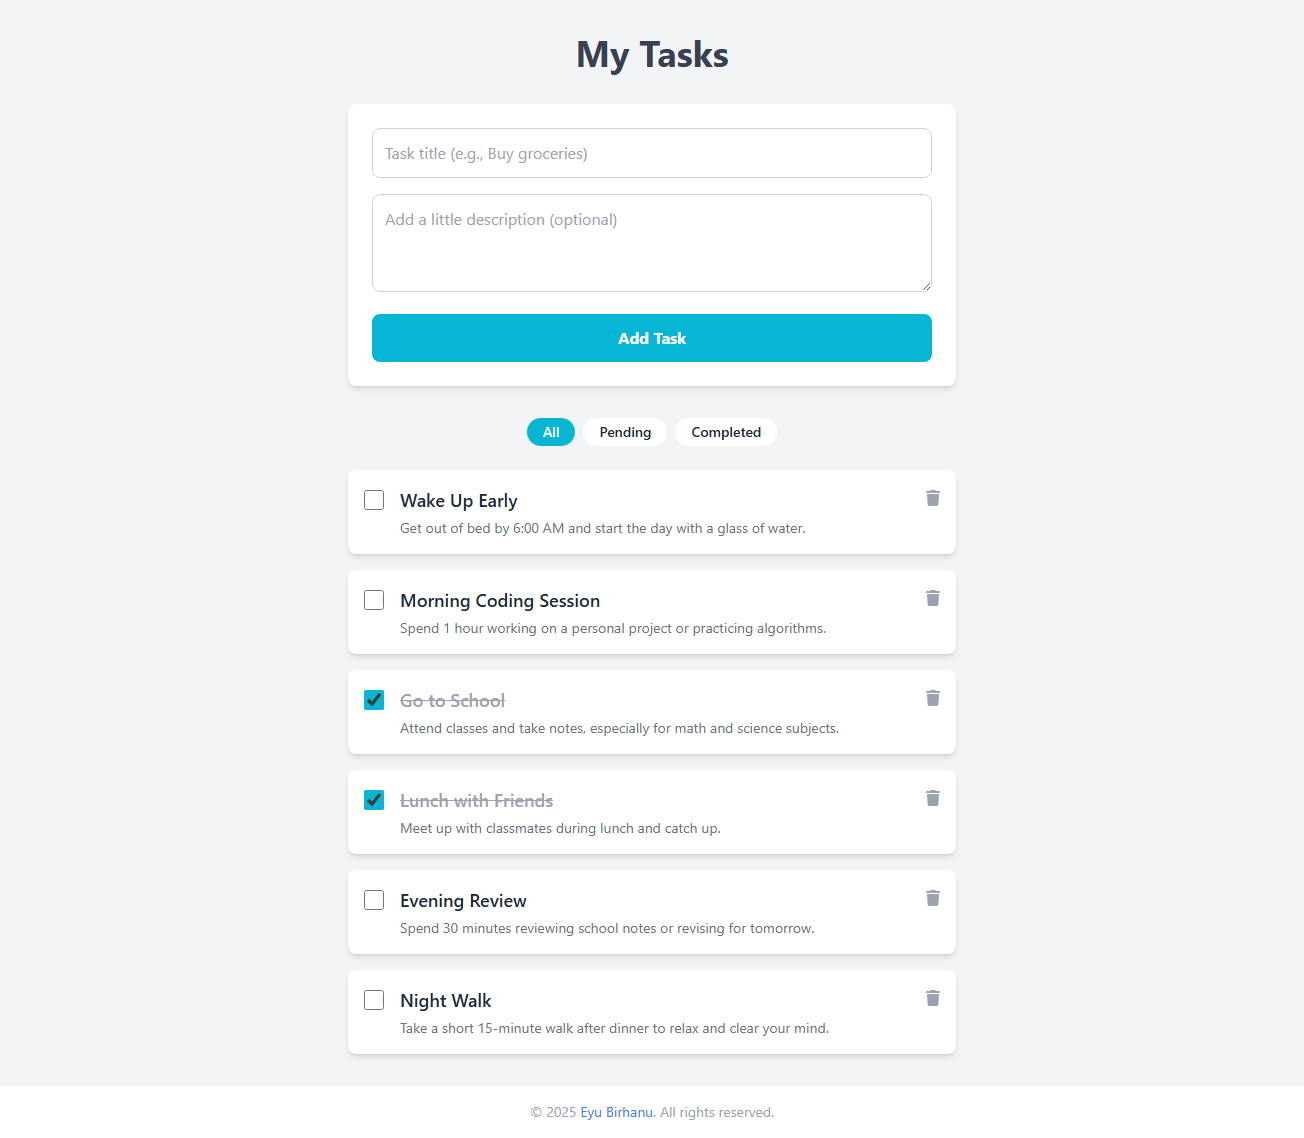 My Tasks
Task title (e.g., Buy groceries)
Add a little description (optional)
Add Task
All
Pending
Completed
Wake Up Early
Get out of bed by 6:00 AM and start the day with a glass of water.
Morning Coding Session
Spend 1 hour working on a personal project or practicing algorithms.
Go to School
Attend classes and take notes, especially for math and science subjects.
Lunch with Friends
Meet up with classmates during lunch and catch up.
Evening Review
Spend 30 minutes reviewing school notes or revising for tomorrow.
Night Walk
Take a short 15-minute walk after dinner to relax and clear your mind.
© 2025 Eyu Birhanu. All rights reserved.